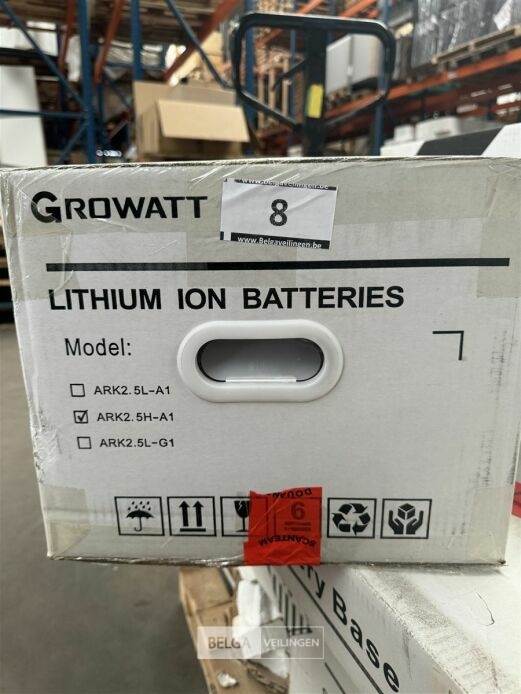 GROWATT
www.Belgaveilingen.be
8
www.Belgaveilingen.be
LITHIUM ION BATTERIES
Model:
ARK2.5L-A1
ARK2.5H-A1
ARK2.5L-G1
DOUANE
6
SCANTEAM
ry Base
BELGA VEILINGEN